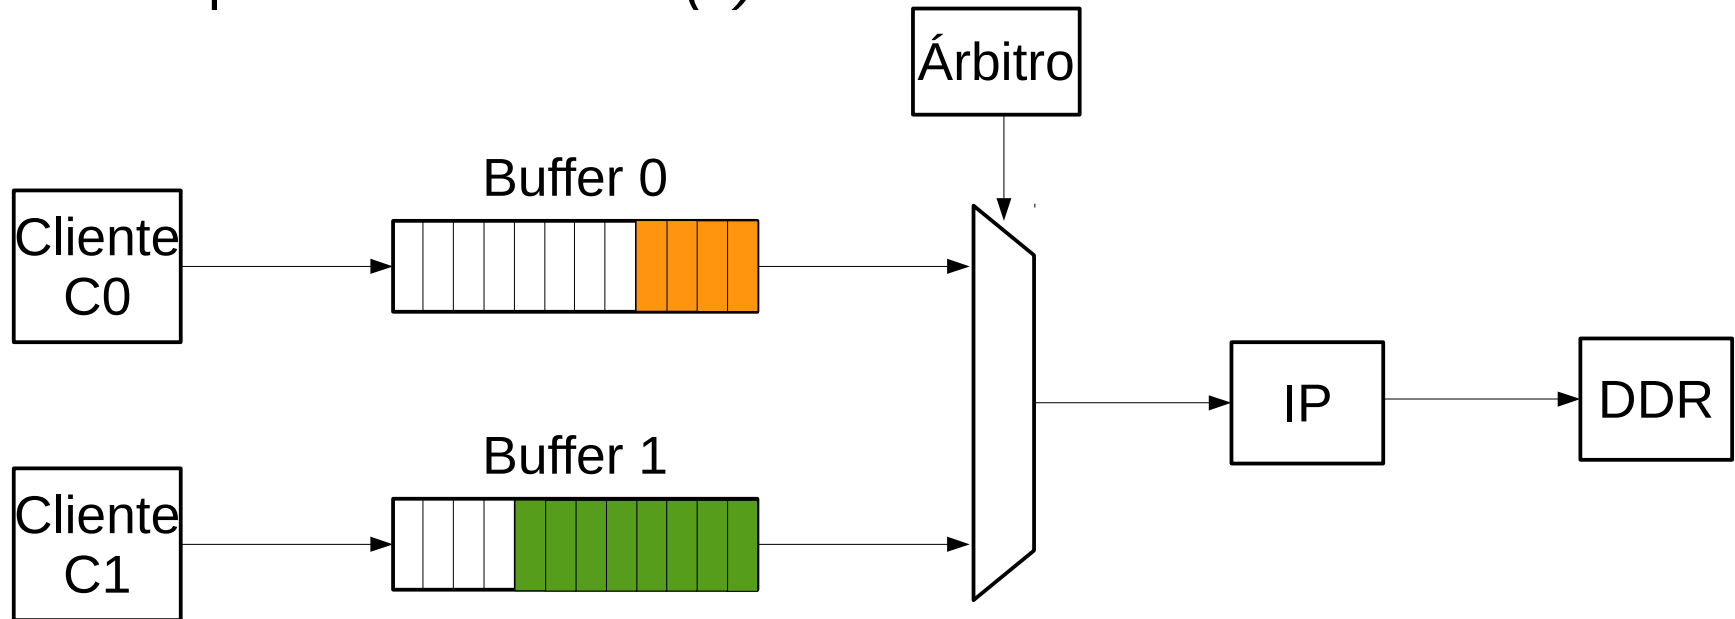 Árbitro
Buffer 0
Cliente
C0
IP
DDR
Buffer 1
Cliente
C1